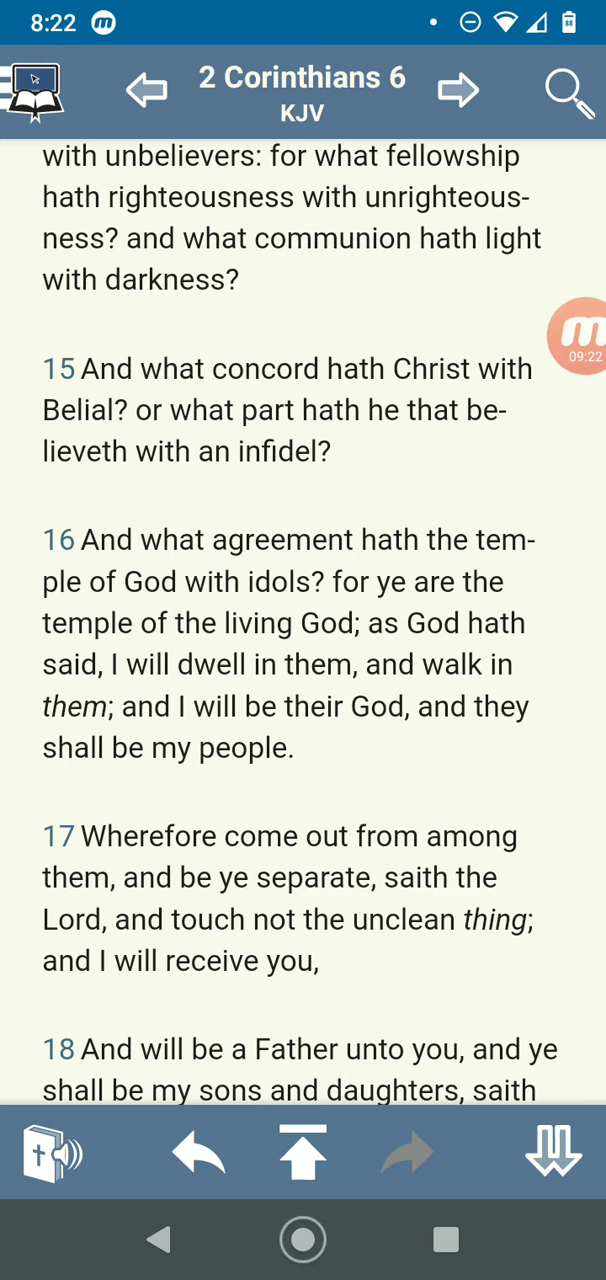 8:22
m
88
2 Corinthians 6
KJV
with unbelievers: for what fellowship
hath righteousness with unrighteous-
ness? and what communion hath light
with darkness?
m
09:22
15 And what concord hath Christ with
Belial? or what part hath he that be-
lieveth with an infidel?
16 And what agreement hath the tem-
ple of God with idols? for ye are the
temple of the living God; as God hath
said, I will dwell in them, and walk in
them; and I will be their God, and they
shall be my people.
17 Wherefore come out from among
them, and be ye separate, saith the
Lord, and touch not the unclean thing;
and I will receive you,
18 And will be a Father unto you, and ye
shall be my sons and daughters, saith